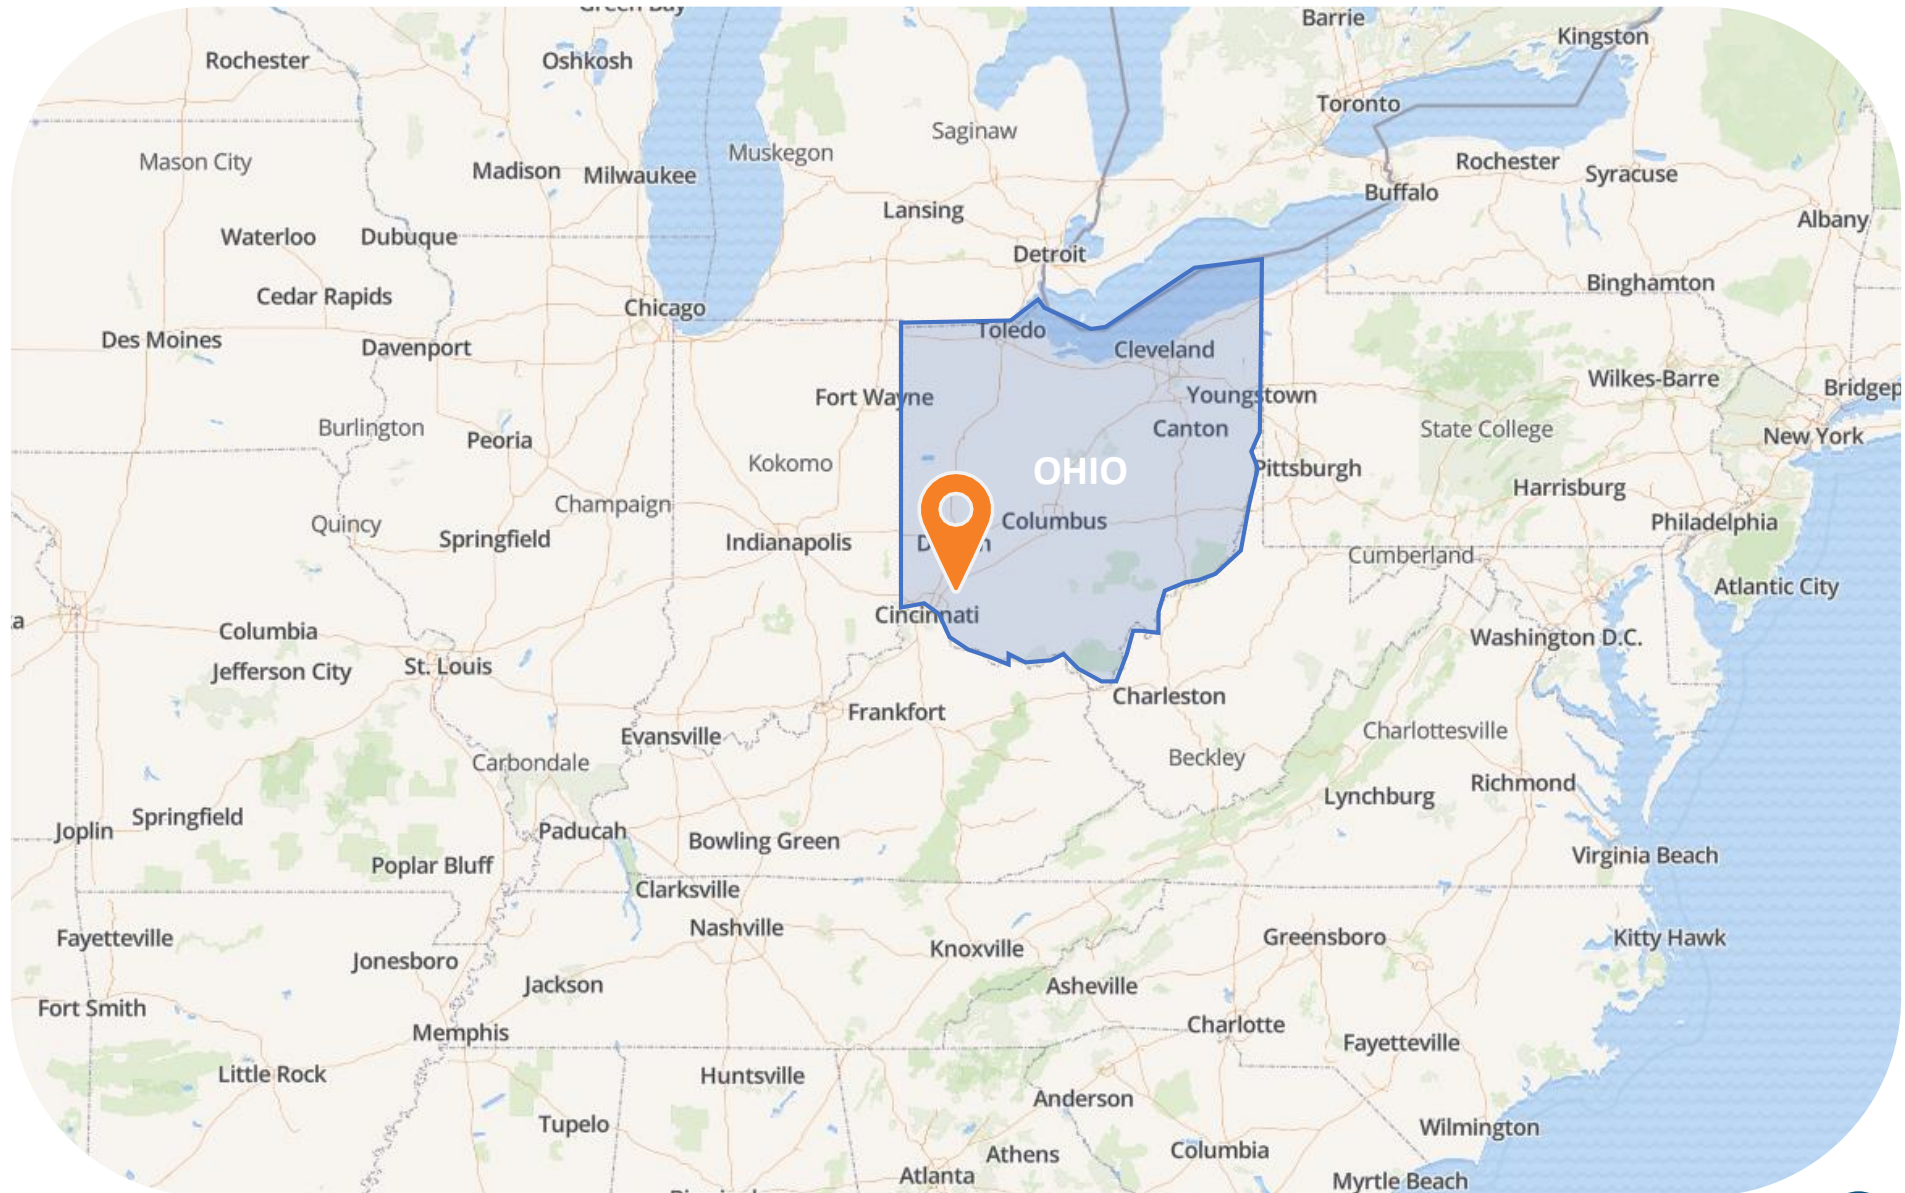 Green Bay
Barrie
Kingston
Rochester
Oshkosh
Toronto
Saginaw
Mason City
Madison
Milwaukee
Muskegon
Rochester
Syracuse
Buffalo
Lansing
Albany
Waterloo
Dubuque
Detroit
Binghamton
Cedar Rapids
Chicago
Des Moines
Davenport
Toledo
Cleveland
Wilkes-Barre
Bridgep
Fort Wayne
Youngstown
Burlington
Peoria
Canton
State College
New York
Kokomo
OHIO
Pittsburgh
Harrisburg
Champaign
Quincy
Springfield
Indianapolis
Columbus
Philadelphia
Cumberland
Atlantic City
a
Cincinnati
Columbia
Washington D.C.
Jefferson City
St. Louis
Charleston
Frankfort
Evansville
Charlottesville
Carbondale
Beckley
Richmond
Lynchburg
Joplin
Springfield
Paducah
Bowling Green
Virginia Beach
Poplar Bluff
Clarksville
Nashville
Fayetteville
Knoxville
Greensboro
Kitty Hawk
Jonesboro
Jackson
Asheville
Fort Smith
Memphis
Charlotte
Fayetteville
Little Rock
Huntsville
Anderson
Tupelo
Wilmington
Athens
Columbia
Atlanta
Myrtle Beach